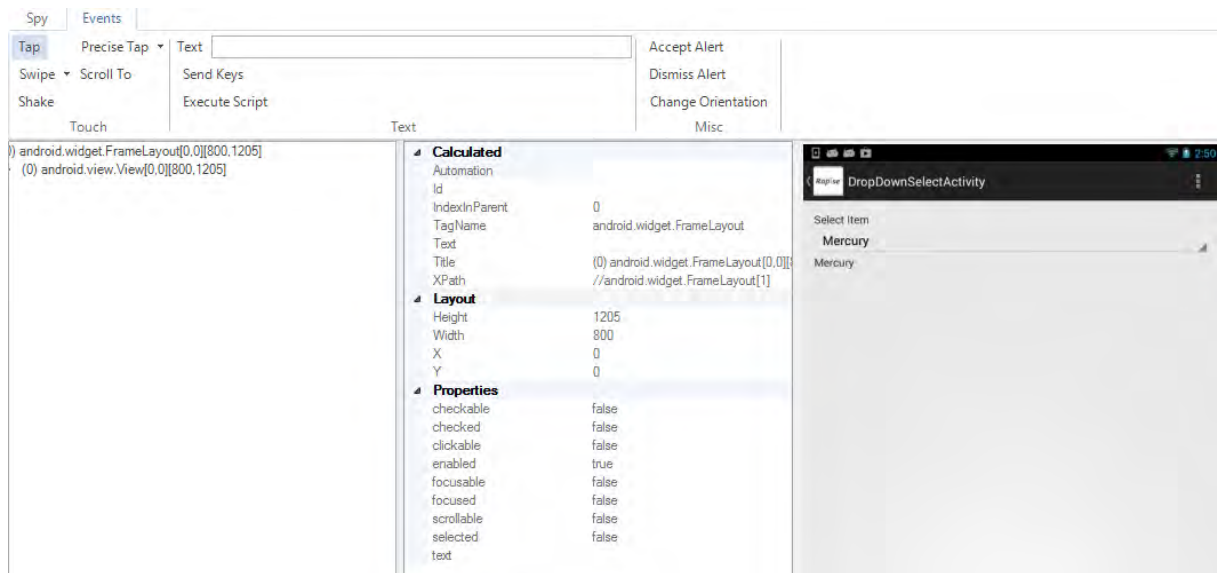 Spy Events
Tap Precise Tap Text Accept Alert
Swipe Scroll To Send Keys Dismiss Alert
Shake Execute Script Change Orientation
Touch Text Misc
) android.widget.FrameLayout[0,0][800,1205]
(0) android.view.View[0,0][800,1205]
Calculated
Automation
Id
IndexInParent 0
TagName android.widget.FrameLayout
Text
Title (0) android.widget.FrameLayout[0,0][8
XPath //android.widget.FrameLayout[1]
Layout
Height 1205
Width 800
X 0
Y 0
Properties
checkable false
checked false
clickable false
enabled true
focusable false
focused false
scrollable false
selected false
text
2:50
Rapise DropDownSelectActivity
Select Item
Mercury
Mercury